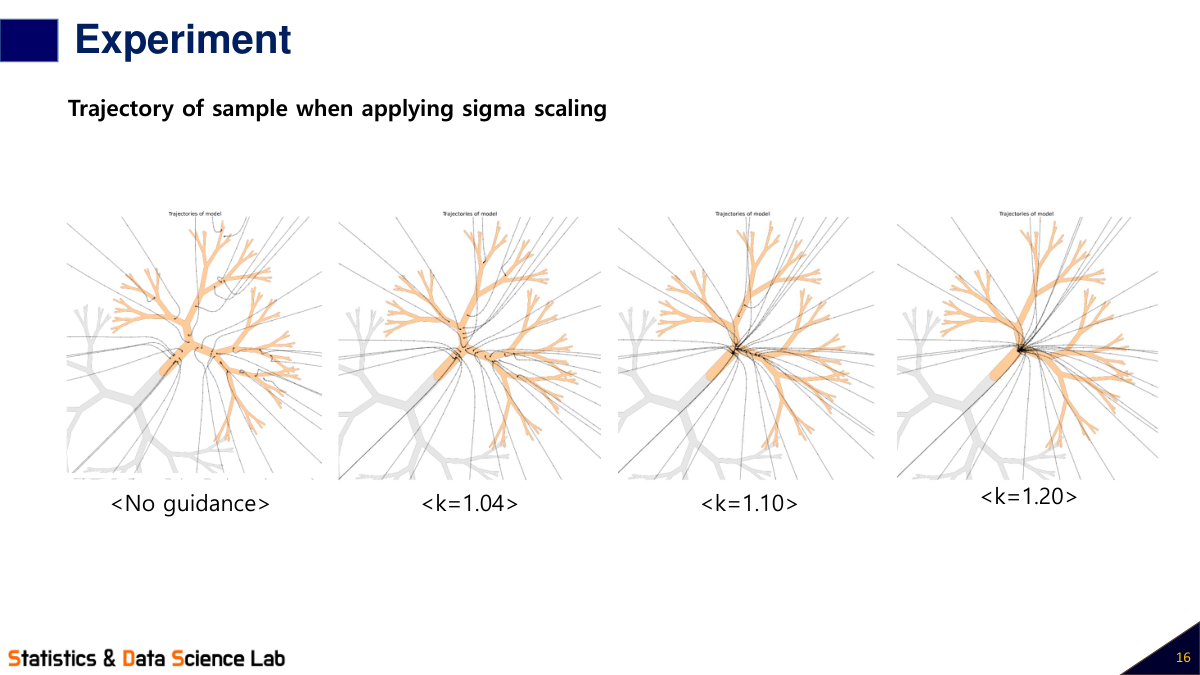 Experiment
Trajectory of sample when applying sigma scaling
Trajectories of model
Trajectories of model
Trajectories of model
Trajectories of model
<No guidance>
<k=1.04>
<k=1.10>
<k=1.20>
Statistics & Data Science Lab
16